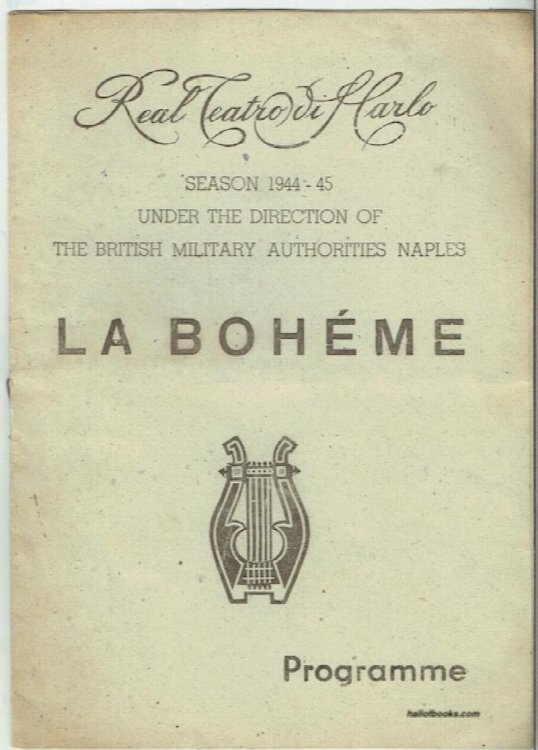 Real Teatro Di S Carlo
SEASON 1944 - 45
UNDER THE DIRECTION OF
THE BRITISH MILITARY AUTHORITIES NAPLES
LA BOHÉME
Programme
hallofbooks.com